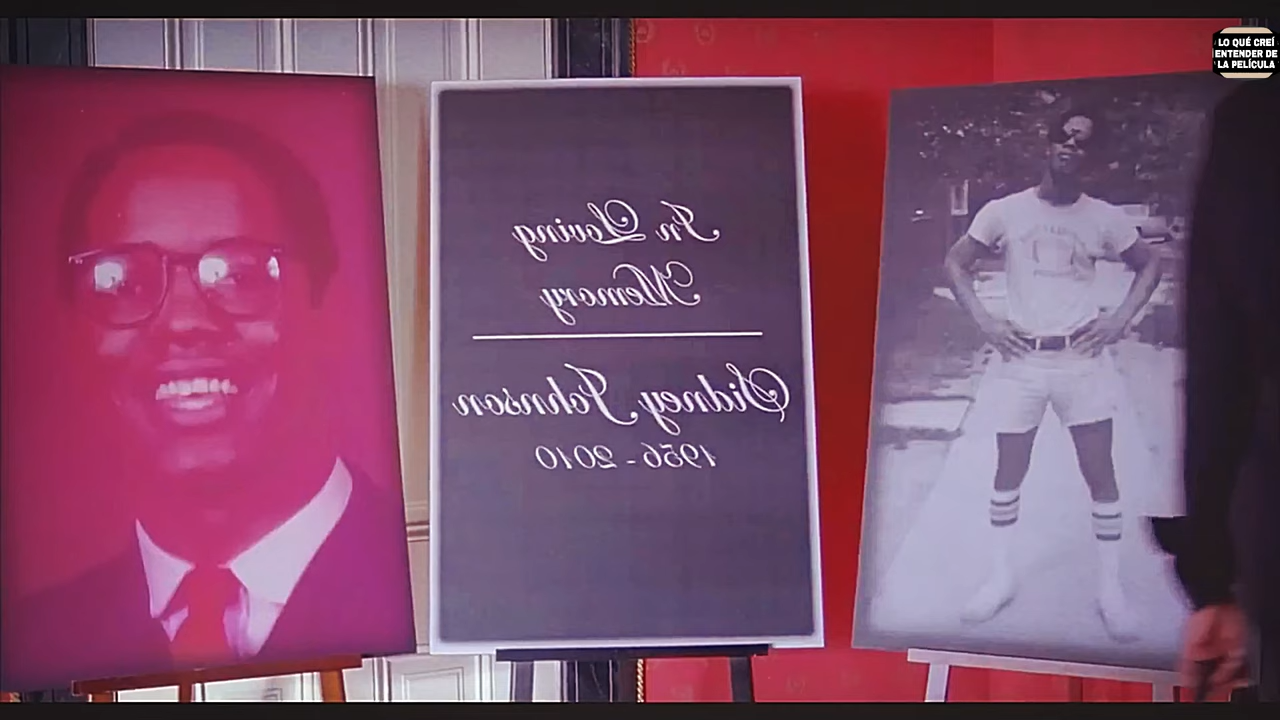 LO QUÉ CREÍ
ENTENDER DE
LA PELÍCULA
In Loving
Memory
Sidney Johnson
1956 - 2010